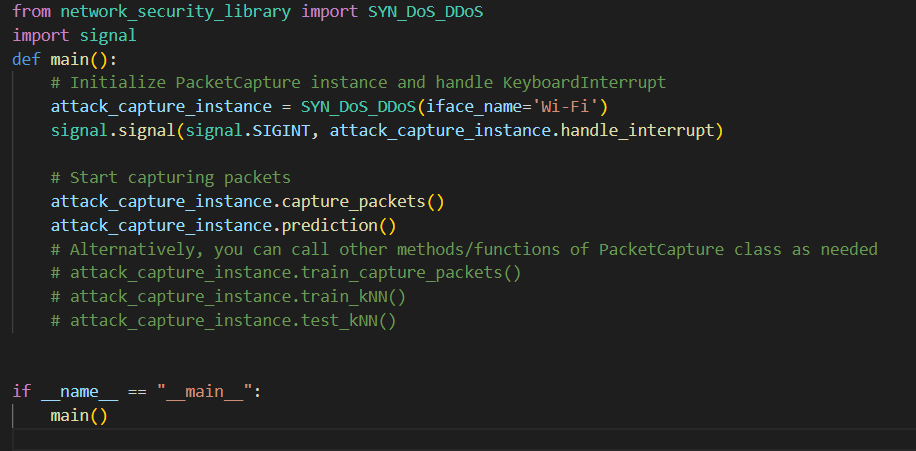 from network_security_library import SYN_DoS_DDoS
import signal
def main():
    # Initialize PacketCapture instance and handle KeyboardInterrupt
    attack_capture_instance = SYN_DoS_DDoS(iface_name='Wi-Fi')
    signal.signal(signal.SIGINT, attack_capture_instance.handle_interrupt)
    # Start capturing packets
    attack_capture_instance.capture_packets()
    attack_capture_instance.prediction()
    # Alternatively, you can call other methods/functions of PacketCapture class as needed
    # attack_capture_instance.train_capture_packets()
    # attack_capture_instance.train_kNN()
    # attack_capture_instance.test_kNN()
if __name__ == "__main__":
    main()